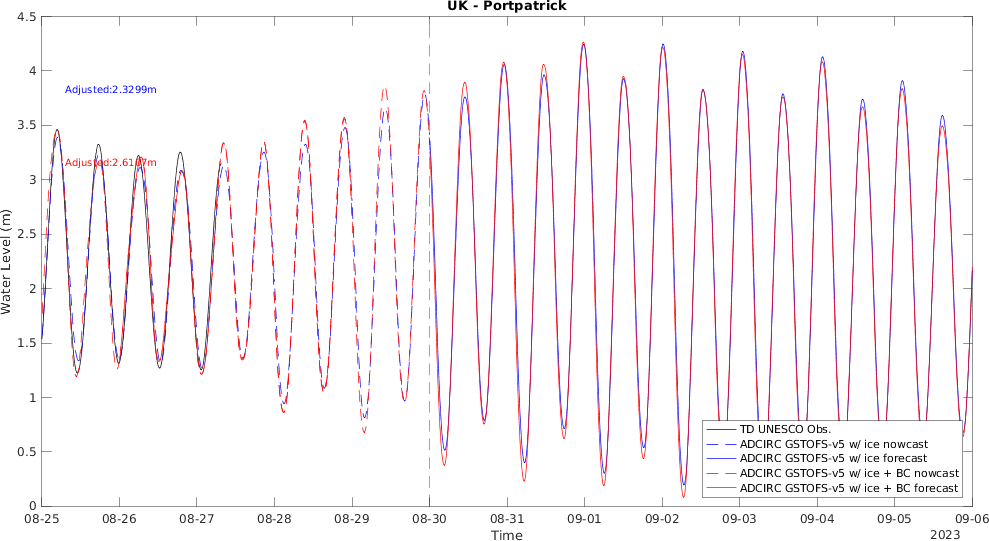 UK - Portpatrick
4.5
4
3.5
3
2.5
2
1.5
1
0.5
0
Water Level (m)
Adjusted:2.3299m
Adjusted:2.6107m
TD UNESCO Obs.
ADCIRC GSTOFS-v5 w/ ice nowcast
ADCIRC GSTOFS-v5 w/ ice forecast
ADCIRC GSTOFS-v5 w/ ice + BC nowcast
ADCIRC GSTOFS-v5 w/ ice + BC forecast
08-25 08-26 08-27 08-28 08-29 08-30 08-31 09-01 09-02 09-03 09-04 09-05 09-06
Time
2023